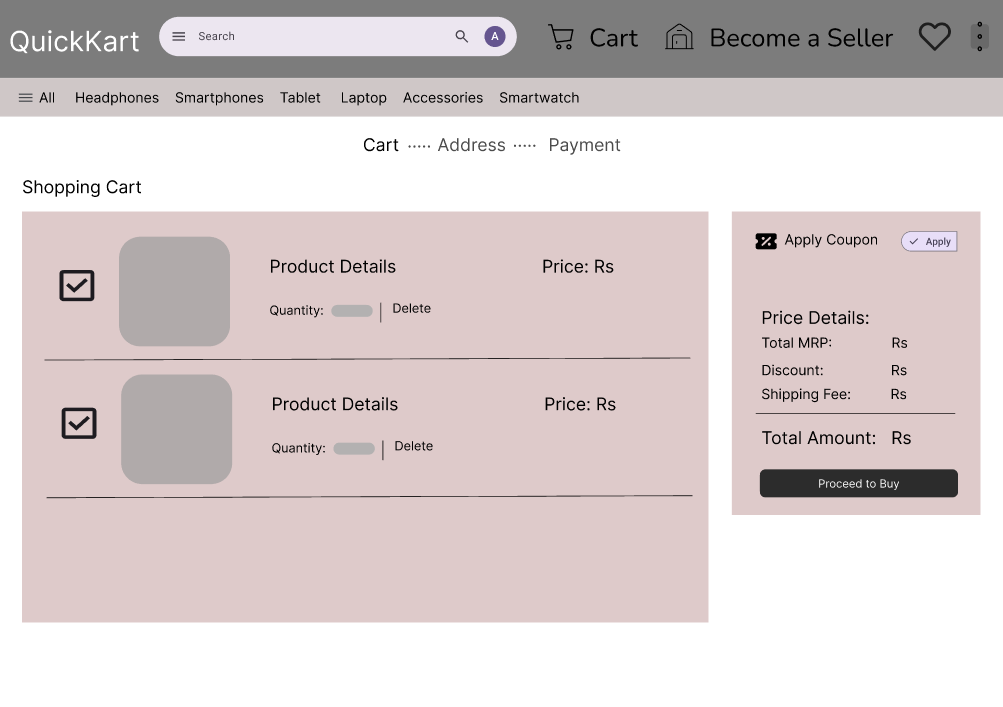 QuickKart
Search
A
Cart
Become a Seller
All Headphones Smartphones Tablet Laptop Accessories Smartwatch
Cart ..... Address ..... Payment
Shopping Cart
Product Details
Price: Rs
Quantity:
Delete
Product Details
Price: Rs
Quantity:
Delete
Apply Coupon
Apply
Price Details:
Total MRP: Rs
Discount: Rs
Shipping Fee: Rs
Total Amount: Rs
Proceed to Buy